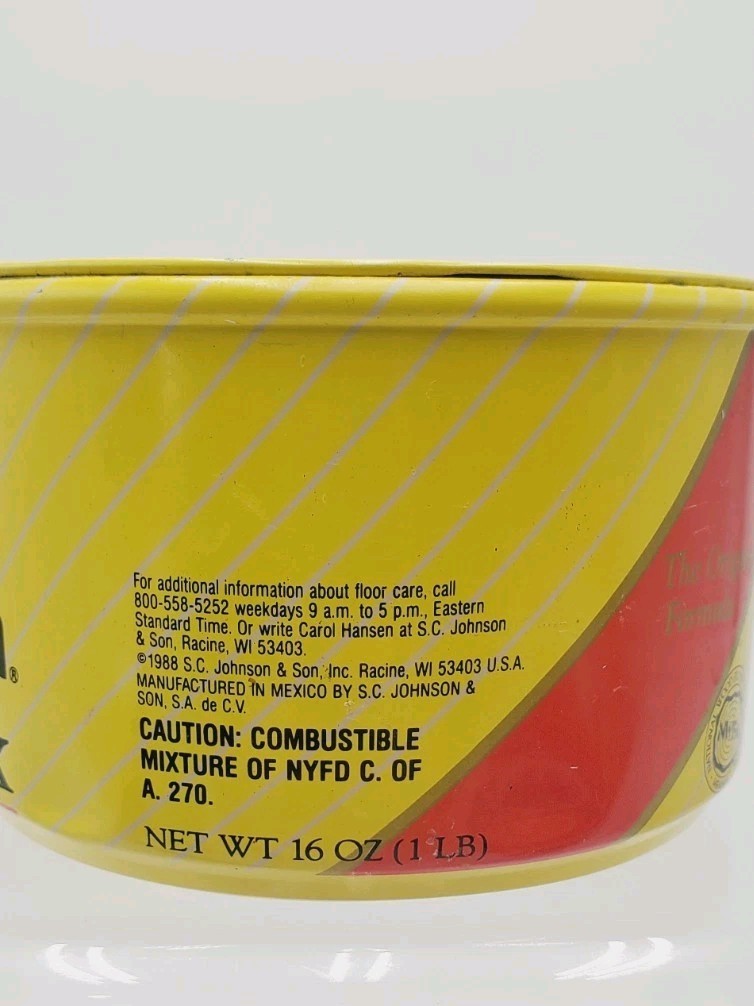 For additional information about floor care, call
800-558-5252 weekdays 9 a.m. to 5 p.m., Eastern
Standard Time. Or write Carol Hansen at S.C. Johnson
& Son, Racine, WI 53403.
©1988 S.C. Johnson & Son, Inc. Racine, WI 53403 U.S.A.
MANUFACTURED IN MEXICO BY S.C. JOHNSON &
SON, S.A. de C.V.
CAUTION: COMBUSTIBLE
MIXTURE OF NYFD C. OF
A. 270.
NET WT 16 OZ (1 LB)
®
The